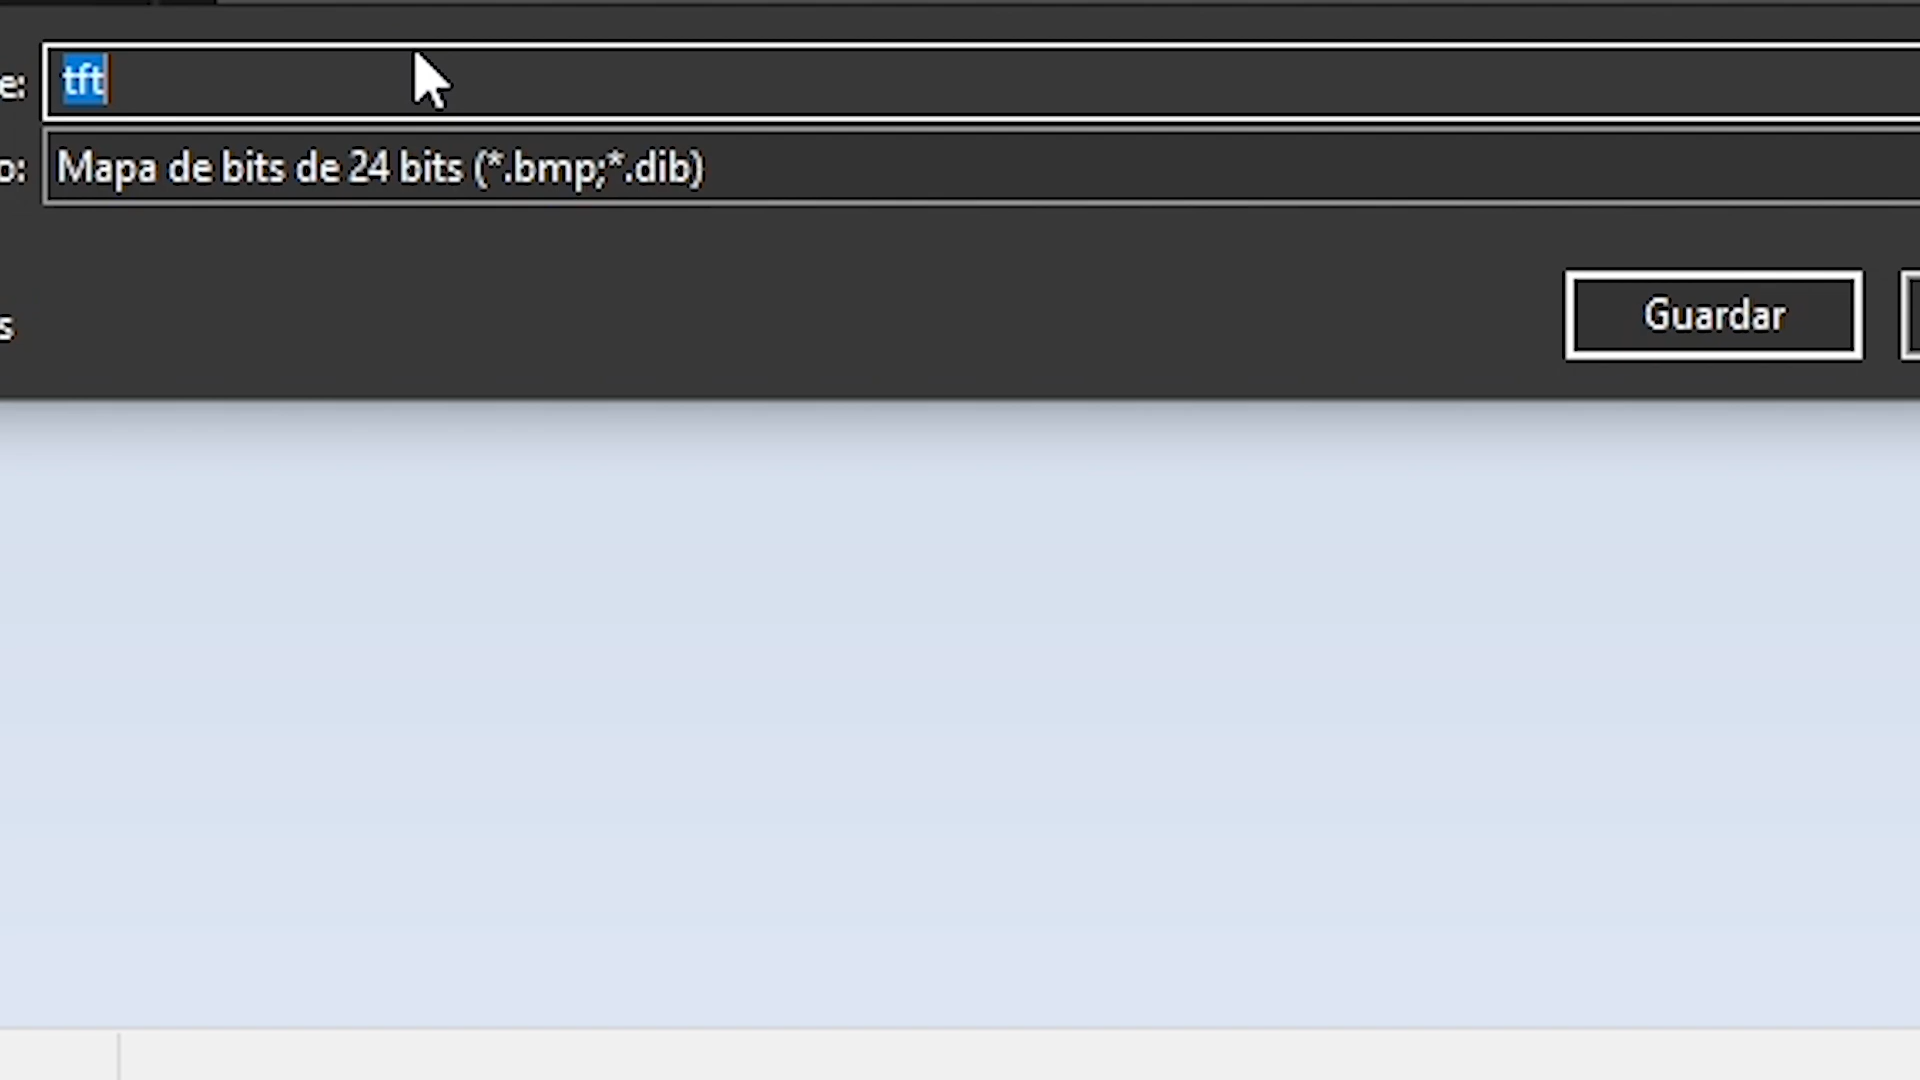 e: tft
o: Mapa de bits de 24 bits (*.bmp;*.dib)
Guardar
s